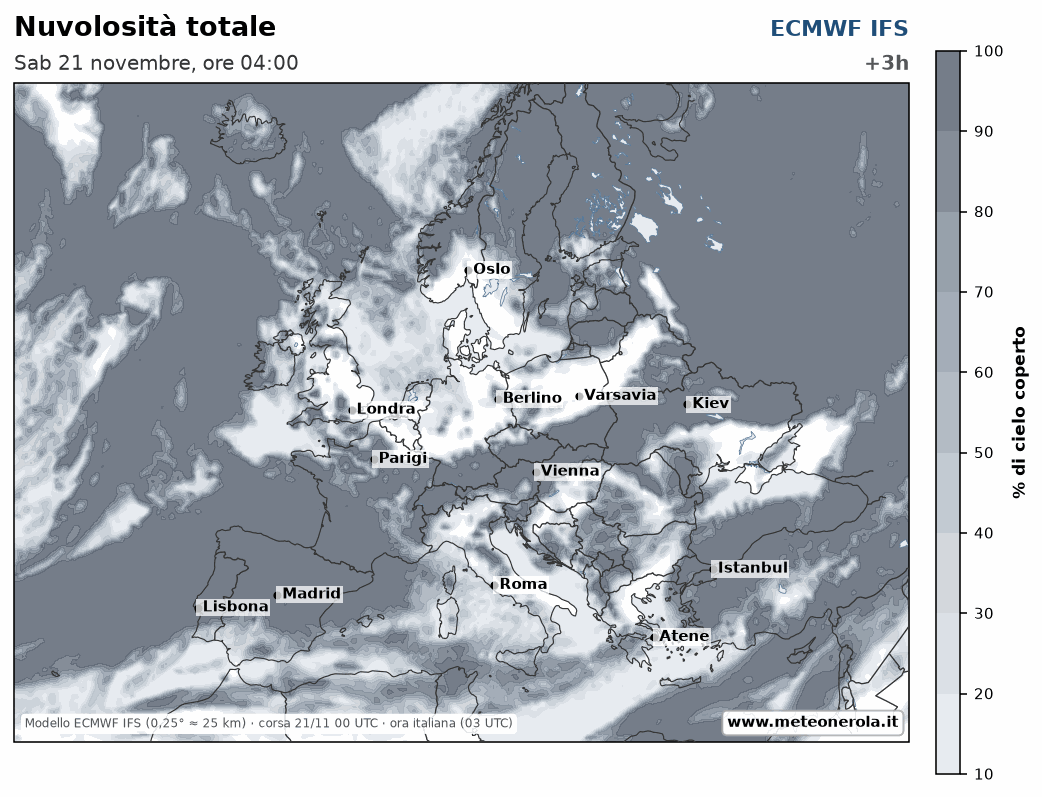 Nuvolosità totale
ECMWF IFS
Sab 21 novembre, ore 04:00
+3h
100
90
80
70
60
50
40
30
20
10
% di cielo coperto
Oslo
Londra
Berlino
Varsavia
Kiev
Parigi
Vienna
Istanbul
Roma
Madrid
Lisbona
Atene
Modello ECMWF IFS (0,25° ≈ 25 km) · corsa 21/11 00 UTC · ora italiana (03 UTC)
www.meteonerola.it